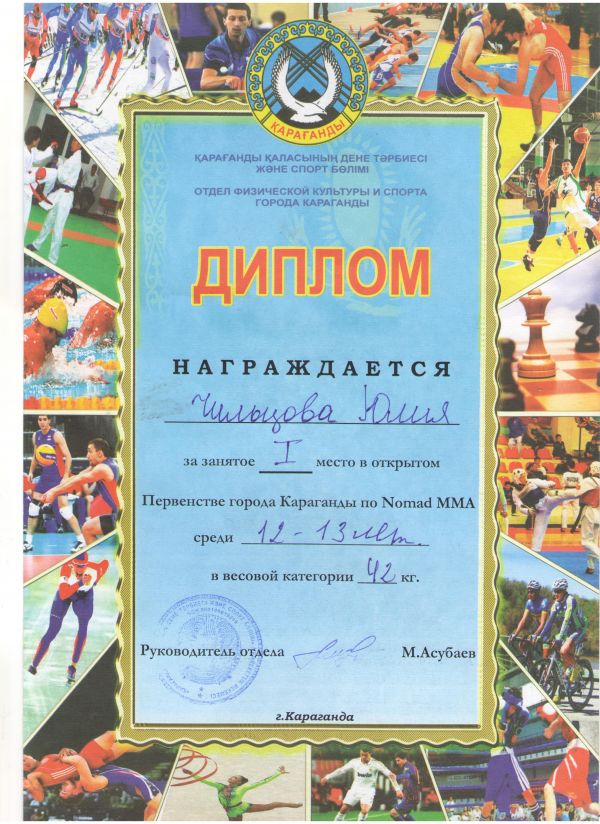 ҚАРАҒАНДЫ
ҚАРАҒАНДЫ ҚАЛАСЫНЫҢ ДЕНЕ ТӘРБИЕСІ
ЖӘНЕ СПОРТ БӨЛІМІ
ОТДЕЛ ФИЗИЧЕСКОЙ КУЛЬТУРЫ И СПОРТА
ГОРОДА КАРАГАНДЫ
ДИПЛОМ
НАГРАЖДАЕТСЯ
Чильцова Юлия
за занятое I место в открытом
Первенстве города Караганды по Nomad MMA
среди 12-13 лет.
в весовой категории 42 кг.
Руководитель отдела М.Асубаев
г.Караганда